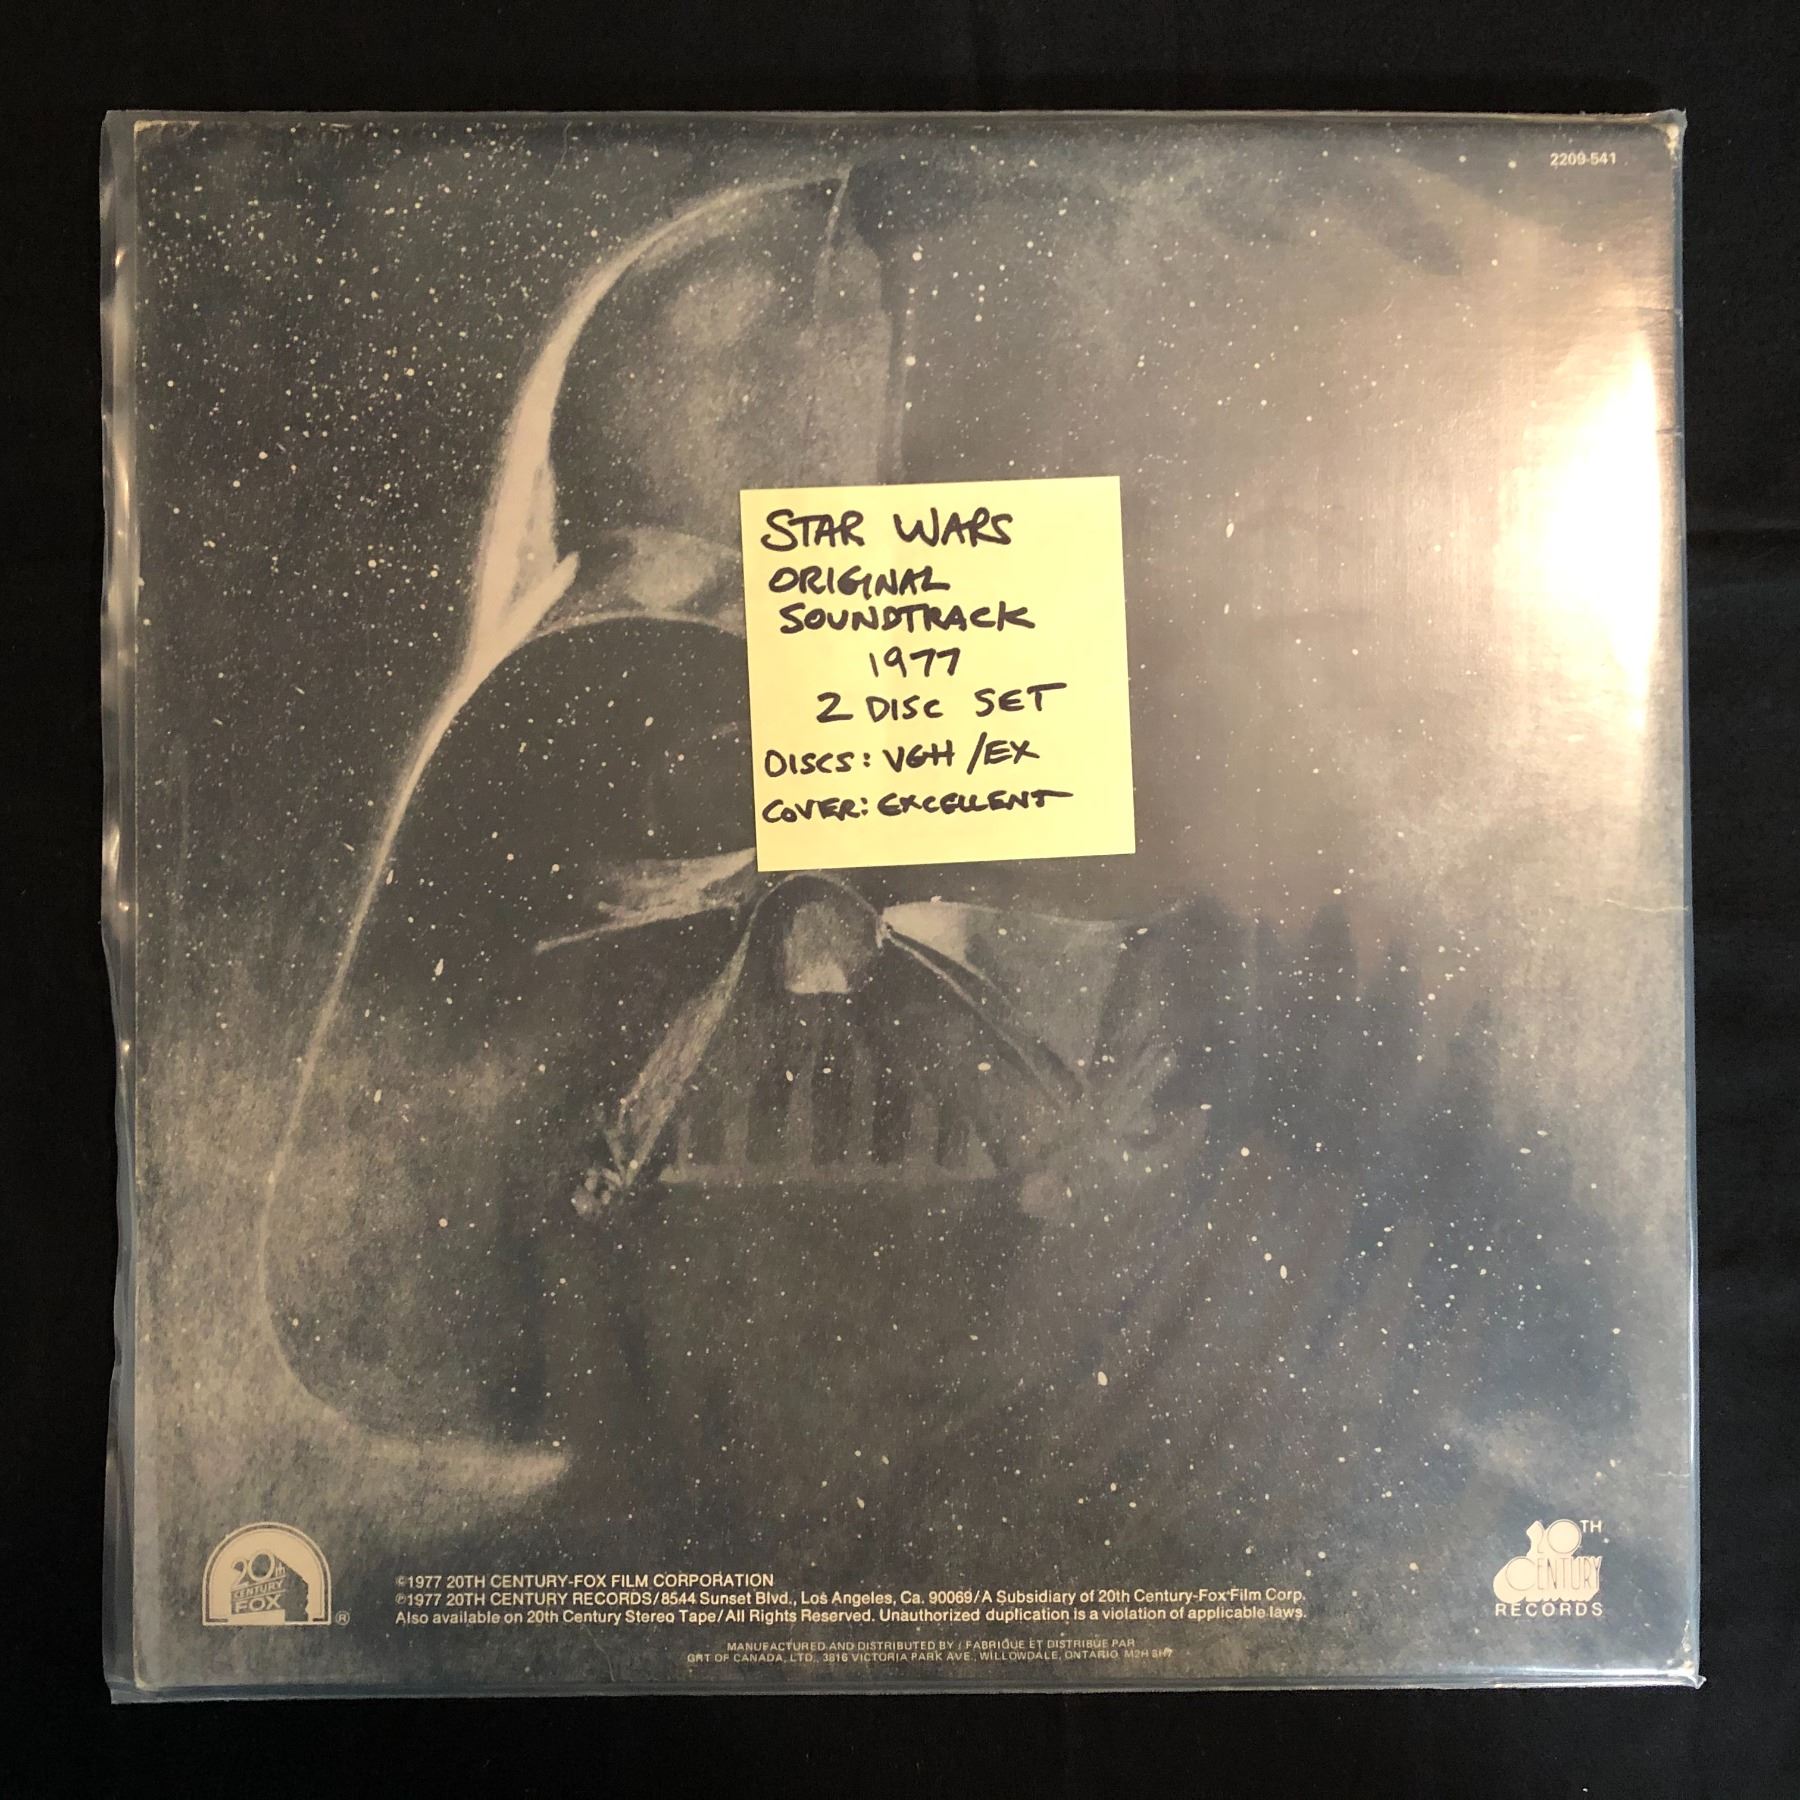 2209-541
STAR WARS
ORIGINAL
SOUNDTRACK
1977
2 DISC SET
DISCS: VG++ /EX
COVER: EXCELLENT
20th
CENTURY
FOX
®
©1977 20TH CENTURY-FOX FILM CORPORATION
℗1977 20TH CENTURY RECORDS/8544 Sunset Blvd., Los Angeles, Ca. 90069/A Subsidiary of 20th Century-Fox Film Corp.
Also available on 20th Century Stereo Tape/All Rights Reserved. Unauthorized duplication is a violation of applicable laws.
MANUFACTURED AND DISTRIBUTED BY / FABRIQUE ET DISTRIBUE PAR
GRT OF CANADA, LTD., 3816 VICTORIA PARK AVE., WILLOWDALE, ONTARIO M2H 3H7
20TH
CENTURY
RECORDS